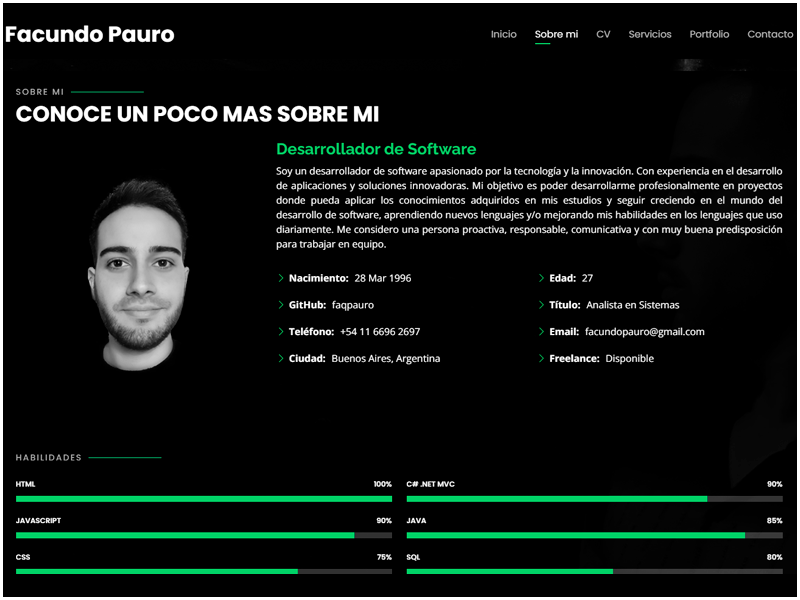 Facundo Pauro
Inicio Sobre mi CV Servicios Portfolio Contacto
SOBRE MI
CONOCE UN POCO MAS SOBRE MI
Desarrollador de Software
Soy un desarrollador de software apasionado por la tecnología y la innovación. Con experiencia en el desarrollo
de aplicaciones y soluciones innovadoras. Mi objetivo es poder desarrollarme profesionalmente en proyectos
donde pueda aplicar los conocimientos adquiridos en mis estudios y seguir creciendo en el mundo del
desarrollo de software, aprendiendo nuevos lenguajes y/o mejorando mis habilidades en los lenguajes que uso
diariamente. Me considero una persona proactiva, responsable, comunicativa y con muy buena predisposición
para trabajar en equipo.
Nacimiento: 28 Mar 1996 Edad: 27
GitHub: faqpauro Título: Analista en Sistemas
Teléfono: +54 11 6696 2697 Email: facundopauro@gmail.com
Ciudad: Buenos Aires, Argentina Freelance: Disponible
HABILIDADES
HTML 100% C# .NET MVC 90%
JAVASCRIPT 90% JAVA 85%
CSS 75% SQL 80%